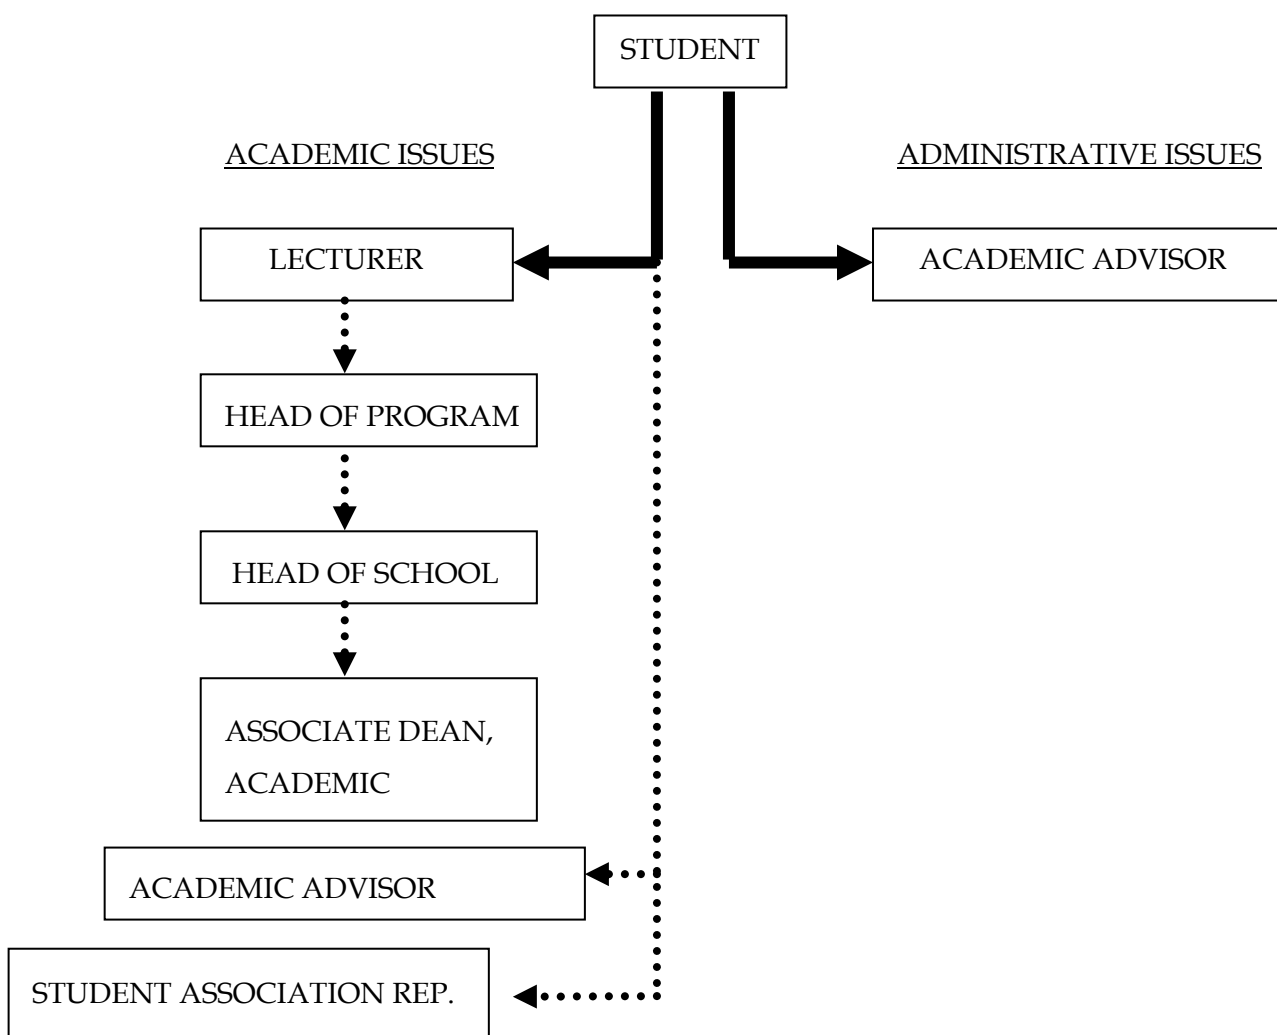 STUDENT
ACADEMIC ISSUES
ADMINISTRATIVE ISSUES
LECTURER
ACADEMIC ADVISOR
HEAD OF PROGRAM
HEAD OF SCHOOL
ASSOCIATE DEAN,
ACADEMIC
ACADEMIC ADVISOR
STUDENT ASSOCIATION REP.